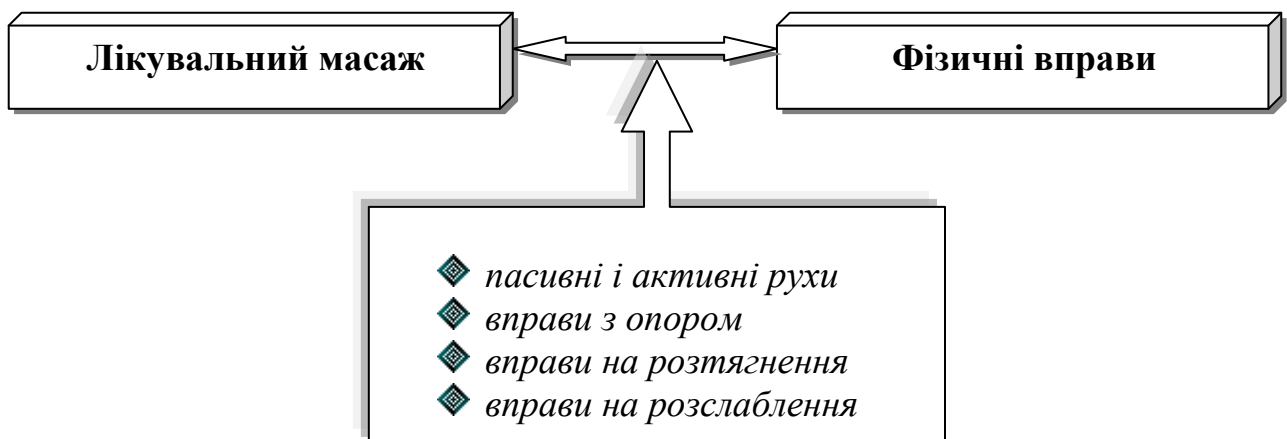 Лікувальний масаж
Фізичні вправи
пасивні і активні рухи
вправи з опором
вправи на розтягнення
вправи на розслаблення